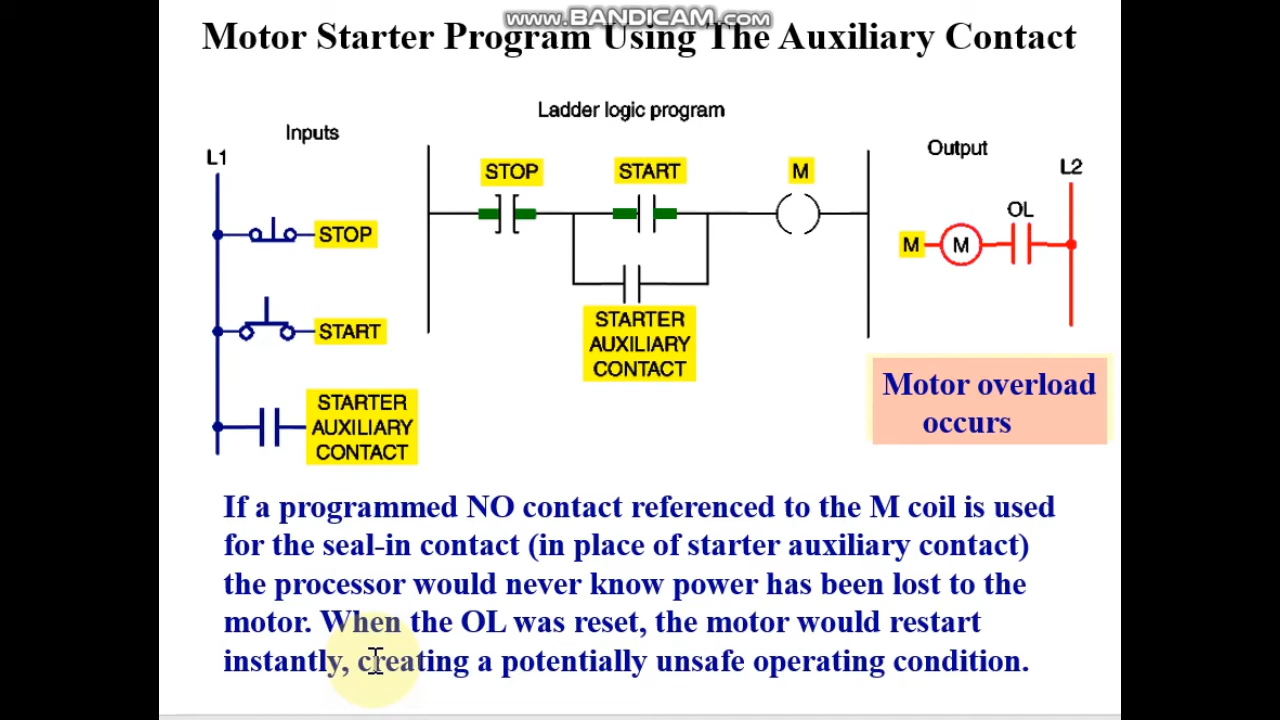 www.BANDICAM.com
Motor Starter Program Using The Auxiliary Contact
Ladder logic program
Inputs
L1
STOP
START
STARTER
AUXILIARY
CONTACT
STOP
START
M
STARTER
AUXILIARY
CONTACT
Output
L2
OL
M
M
Motor overload
occurs
If a programmed NO contact referenced to the M coil is used
for the seal-in contact (in place of starter auxiliary contact)
the processor would never know power has been lost to the
motor. When the OL was reset, the motor would restart
instantly, creating a potentially unsafe operating condition.